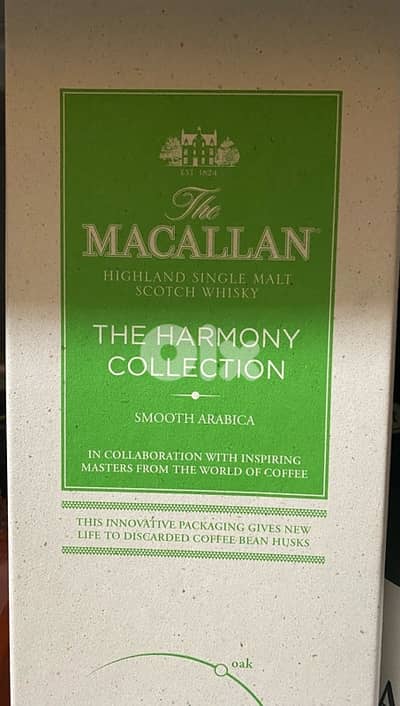 EST 1824
The
MACALLAN
HIGHLAND SINGLE MALT
SCOTCH WHISKY
THE HARMONY
COLLECTION
olx
SMOOTH ARABICA
IN COLLABORATION WITH INSPIRING
MASTERS FROM THE WORLD OF COFFEE
THIS INNOVATIVE PACKAGING GIVES NEW
LIFE TO DISCARDED COFFEE BEAN HUSKS
oak